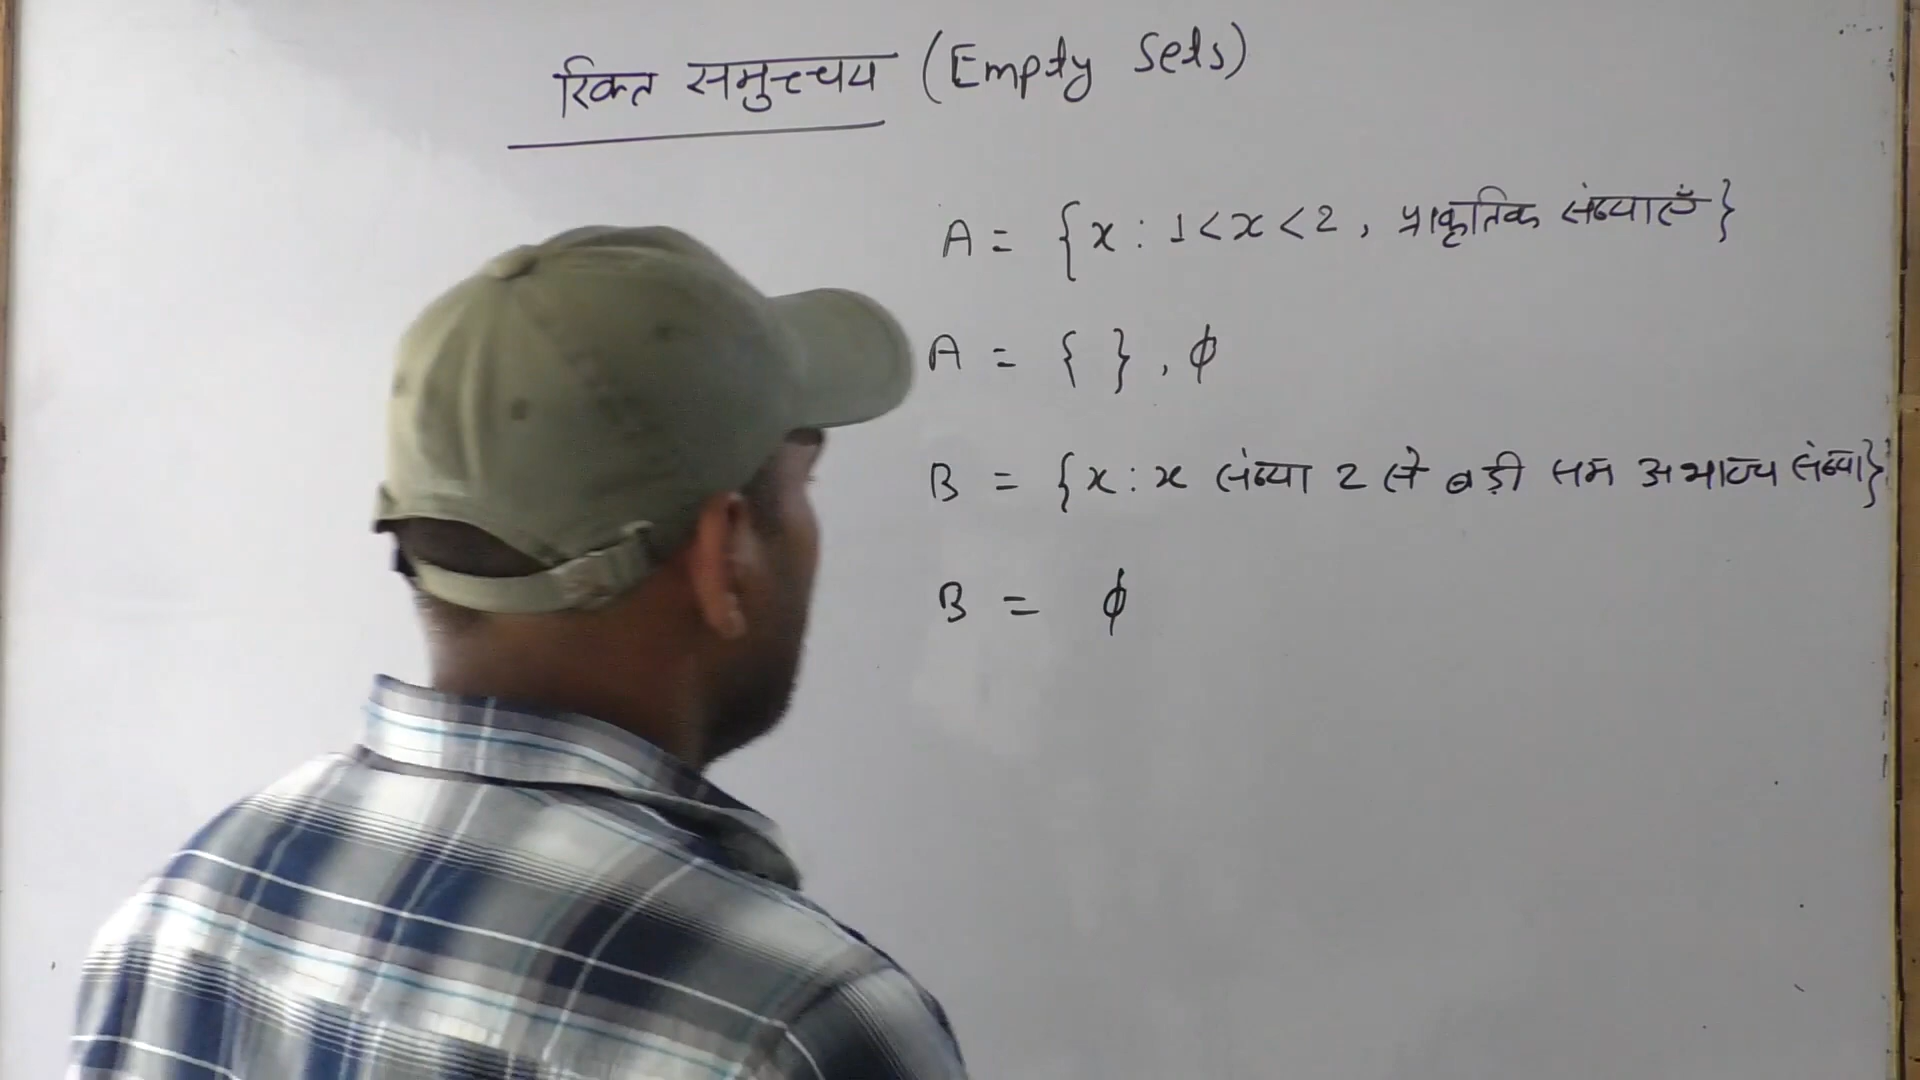 रिक्त समुच्चय (Empty Sets)
A = {x : 1 < x < 2, प्राकृतिक संख्याएँ}
A = { }, ϕ
B = {x : x संख्या 2 से बड़ी सम अभाज्य संख्या}
B = ϕ